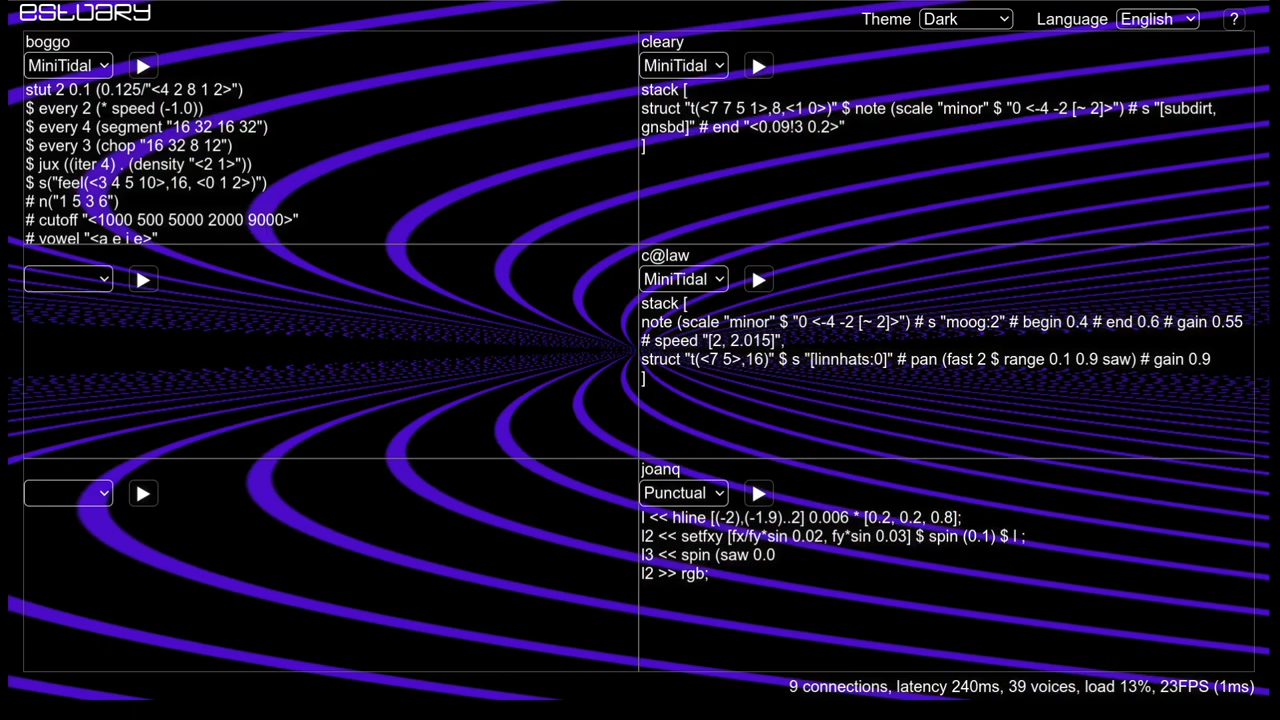 estuary
Theme Dark Language English ?
boggo
MiniTidal
stut 2 0.1 (0.125/"<4 2 8 1 2>")
$ every 2 (* speed (-1.0))
$ every 4 (segment "16 32 16 32")
$ every 3 (chop "16 32 8 12")
$ jux ((iter 4) . (density "<2 1>"))
$ s("feel(<3 4 5 10>,16, <0 1 2>)")
# n("1 5 3 6")
# cutoff "<1000 500 5000 2000 9000>"
# vowel "<a e i e>"
cleary
MiniTidal
stack [
struct "t(<7 7 5 1>,8,<1 0>)" $ note (scale "minor" $ "0 <-4 -2 [~ 2]>") # s "[subdirt,
gnsbd]" # end "<0.09!3 0.2>"
]
c@law
MiniTidal
stack [
note (scale "minor" $ "0 <-4 -2 [~ 2]>") # s "moog:2" # begin 0.4 # end 0.6 # gain 0.55
# speed "[2, 2.015]",
struct "t(<7 5>,16)" $ s "[linnhats:0]" # pan (fast 2 $ range 0.1 0.9 saw) # gain 0.9
]
joanq
Punctual
l << hline [(-2),(-1.9)..2] 0.006 * [0.2, 0.2, 0.8];
l2 << setfxy [fx/fy*sin 0.02, fy*sin 0.03] $ spin (0.1) $ l ;
l3 << spin (saw 0.0
l2 >> rgb;
9 connections, latency 240ms, 39 voices, load 13%, 23FPS (1ms)